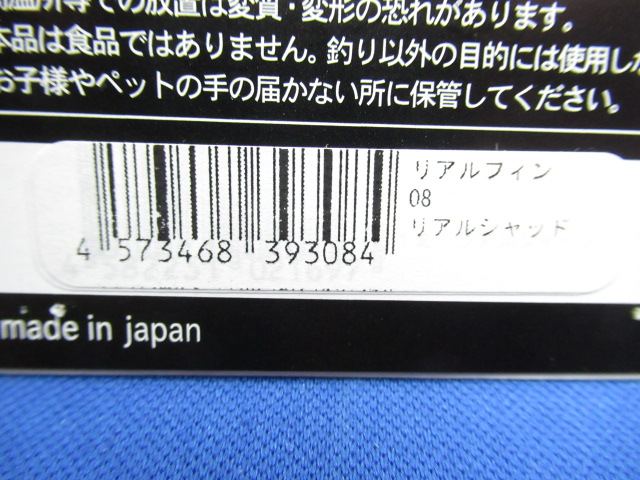 での放置は変質・変形の恐れがあります。
本品は食品ではありません。釣り以外の目的には使用し
お子様やペットの手の届かない所に保管してください。
リアルフィン
08
リアルシャッド
4 573468 393084
made in japan